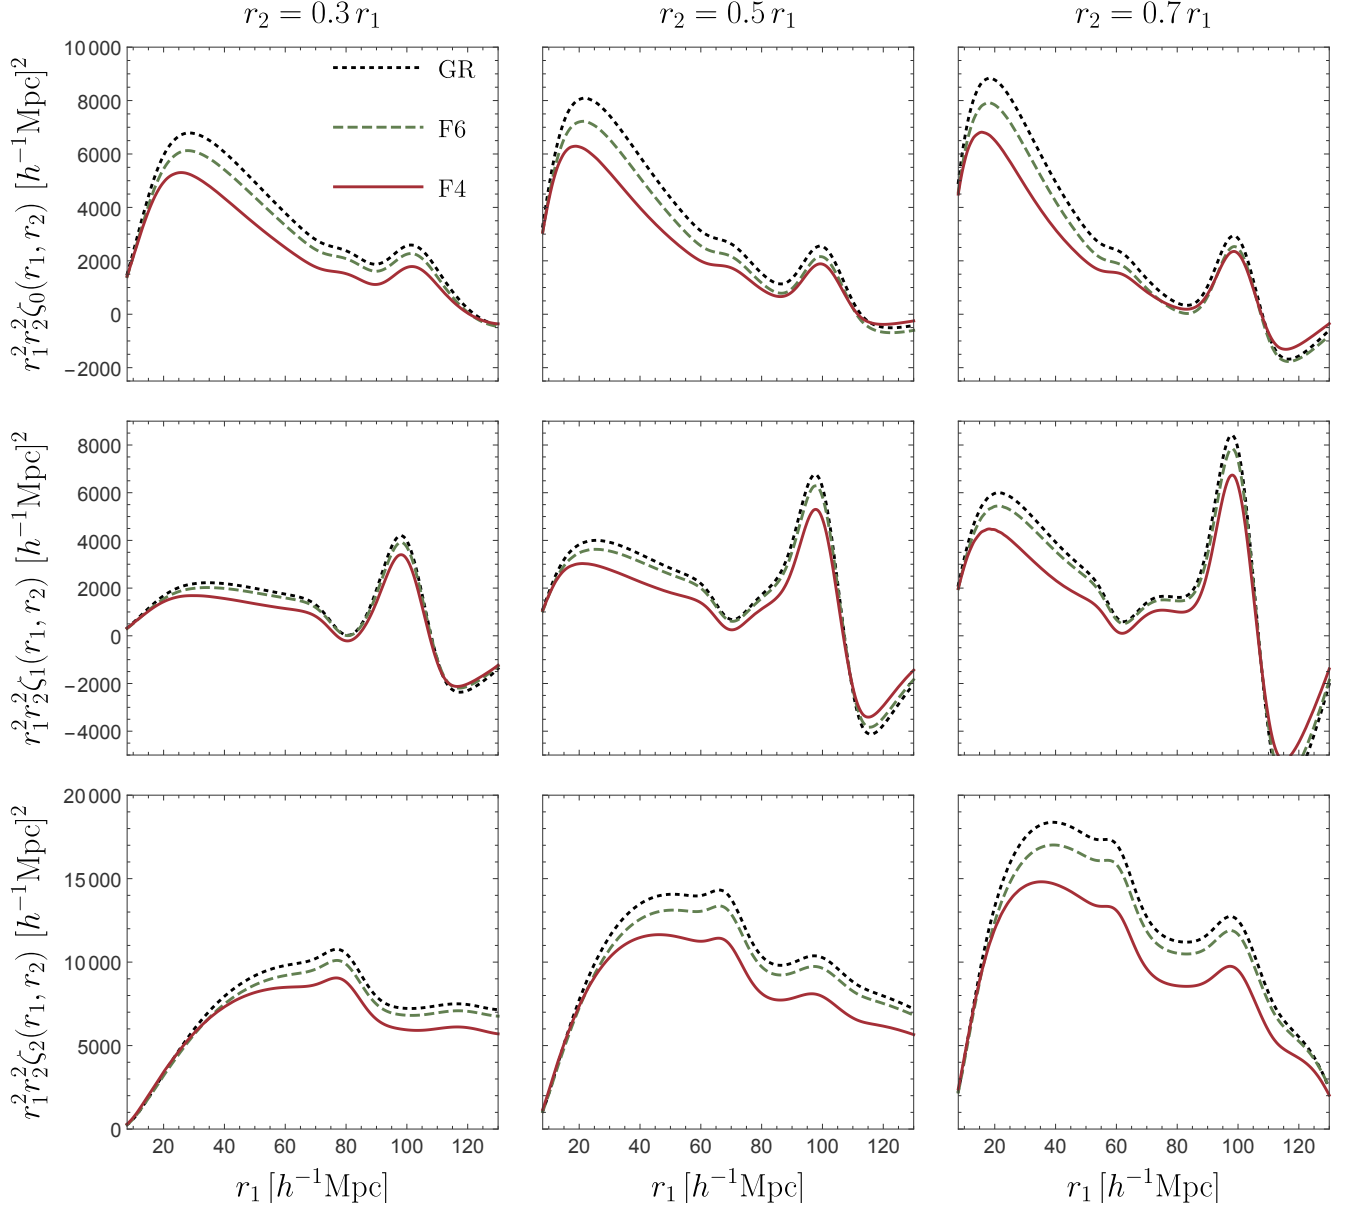 r₂ = 0.3 r₁
r₂ = 0.5 r₁
r₂ = 0.7 r₁
r₁²r₂²ζ₀(r₁, r₂) [h⁻¹Mpc]²
10 000
8000
6000
4000
2000
0
−2000
GR
F6
F4
r₁²r₂²ζ₁(r₁, r₂) [h⁻¹Mpc]²
8000
6000
4000
2000
0
−2000
−4000
r₁²r₂²ζ₂(r₁, r₂) [h⁻¹Mpc]²
20 000
15 000
10 000
5000
0
20 40 60 80 100 120
20 40 60 80 100 120
20 40 60 80 100 120
r₁ [h⁻¹Mpc]
r₁ [h⁻¹Mpc]
r₁ [h⁻¹Mpc]